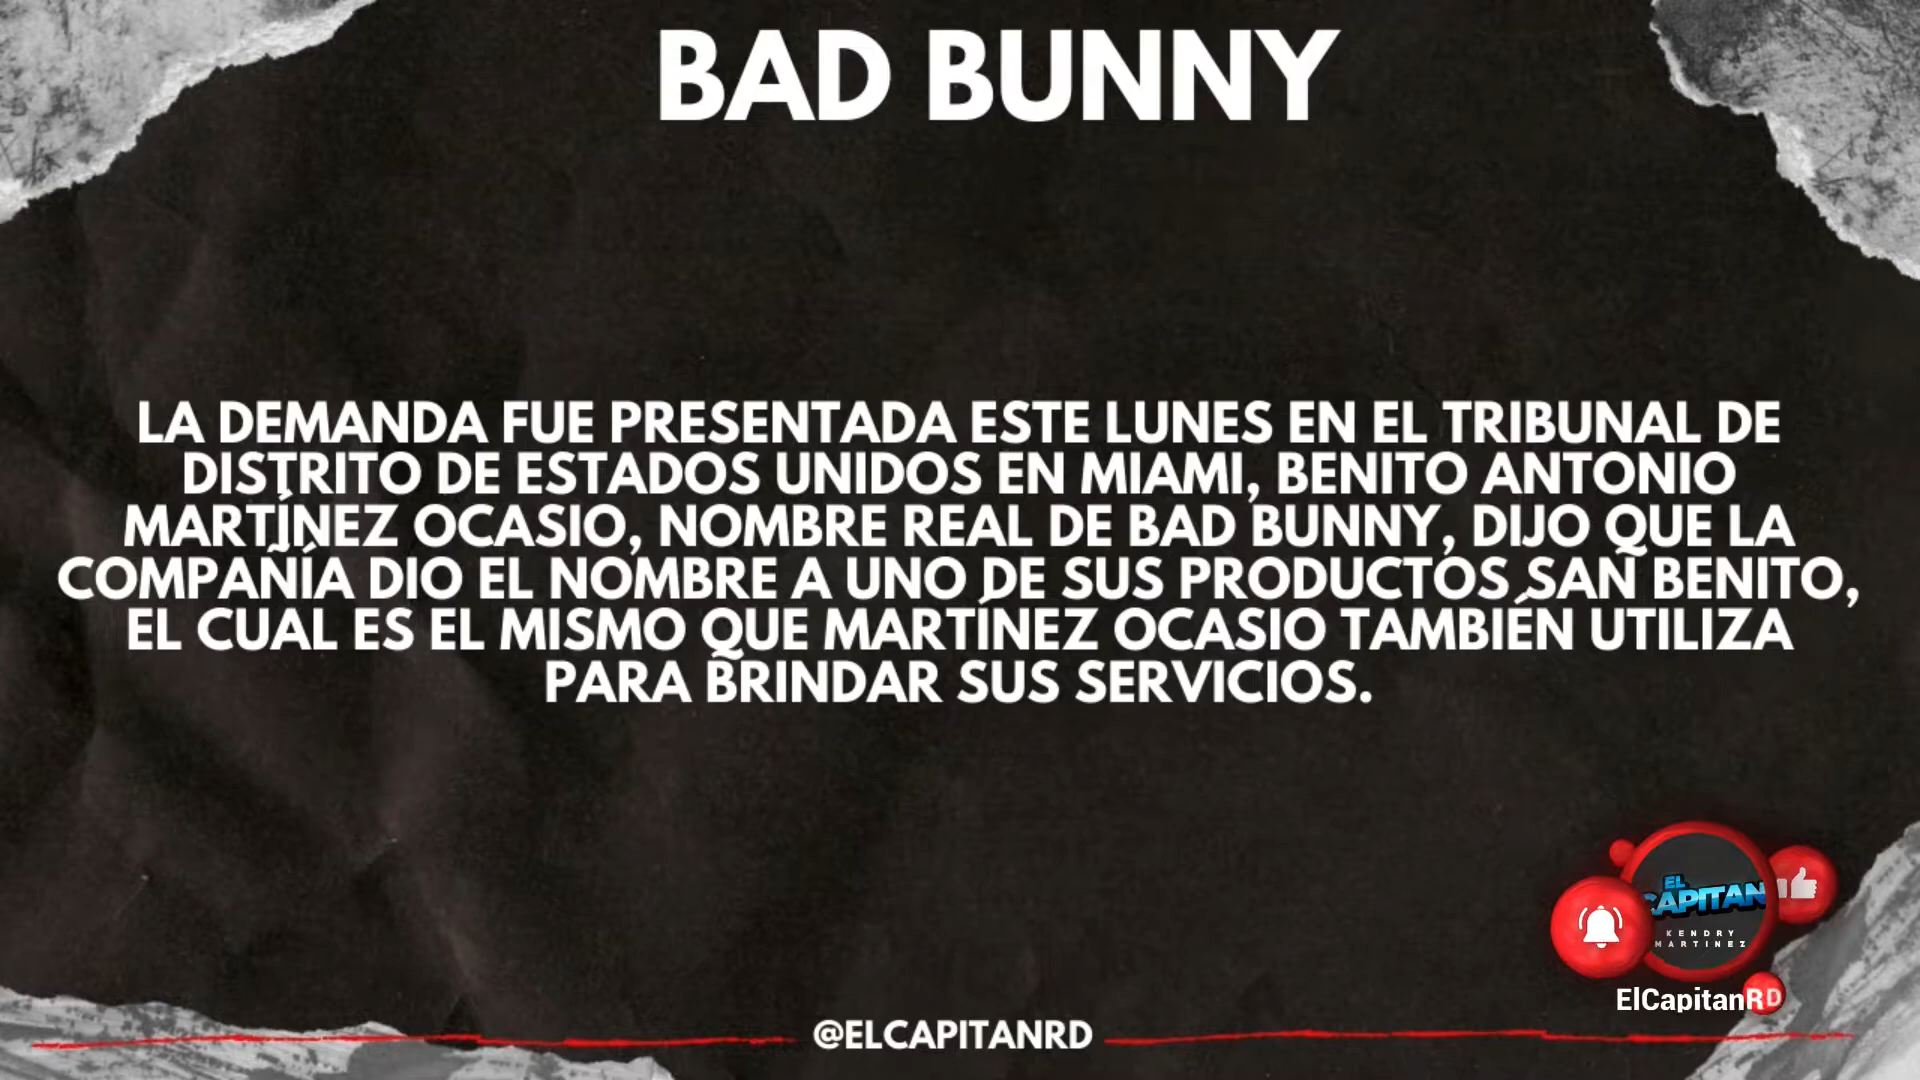 BAD BUNNY
LA DEMANDA FUE PRESENTADA ESTE LUNES EN EL TRIBUNAL DE
DISTRITO DE ESTADOS UNIDOS EN MIAMI, BENITO ANTONIO
MARTÍNEZ OCASIO, NOMBRE REAL DE BAD BUNNY, DIJO QUE LA
COMPAÑÍA DIO EL NOMBRE A UNO DE SUS PRODUCTOS SAN BENITO,
EL CUAL ES EL MISMO QUE MARTÍNEZ OCASIO TAMBIÉN UTILIZA
PARA BRINDAR SUS SERVICIOS.
EL
CAPITAN
KENDRY
MARTINEZ
ElCapitanRD
@ELCAPITANRD